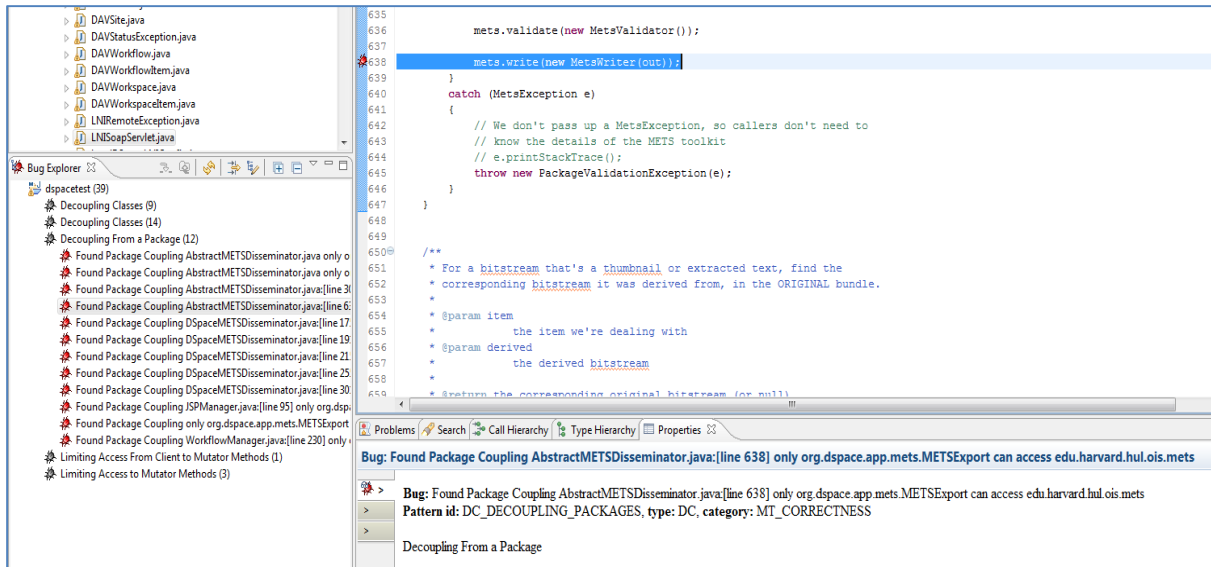 DAVSite.java
DAVStatusException.java
DAVWorkflow.java
DAVWorkflowItem.java
DAVWorkspace.java
DAVWorkspaceItem.java
LNIRemoteException.java
LNISoapServlet.java
Bug Explorer
dspacetest (39)
Decoupling Classes (9)
Decoupling Classes (14)
Decoupling From a Package (12)
Found Package Coupling AbstractMETSDisseminator.java only o
Found Package Coupling AbstractMETSDisseminator.java only o
Found Package Coupling AbstractMETSDisseminator.java:[line 30
Found Package Coupling AbstractMETSDisseminator.java:[line 6
Found Package Coupling DSpaceMETSDisseminator.java:[line 17
Found Package Coupling DSpaceMETSDisseminator.java:[line 19
Found Package Coupling DSpaceMETSDisseminator.java:[line 21
Found Package Coupling DSpaceMETSDisseminator.java:[line 25
Found Package Coupling DSpaceMETSDisseminator.java:[line 30
Found Package Coupling JSPManager.java:[line 95] only org.dsp
Found Package Coupling only org.dspace.app.mets.METSExport
Found Package Coupling WorkflowManager.java:[line 230] only
Limiting Access From Client to Mutator Methods (1)
Limiting Access to Mutator Methods (3)
635
636 mets.validate(new MetsValidator());
637
638 mets.write(new MetsWriter(out));
639 }
640 catch (MetsException e)
641 {
642 // We don't pass up a MetsException, so callers don't need to
643 // know the details of the METS toolkit
644 // e.printStackTrace();
645 throw new PackageValidationException(e);
646 }
647 }
648
649
650 /**
651 * For a bitstream that's a thumbnail or extracted text, find the
652 * corresponding bitstream it was derived from, in the ORIGINAL bundle.
653 *
654 * @param item
655 * the item we're dealing with
656 * @param derived
657 * the derived bitstream
658 *
659 * @return the corresponding original bitstream (or null)
Problems Search Call Hierarchy Type Hierarchy Properties
Bug: Found Package Coupling AbstractMETSDisseminator.java:[line 638] only org.dspace.app.mets.METSExport can access edu.harvard.hul.ois.mets
Bug: Found Package Coupling AbstractMETSDisseminator.java:[line 638] only org.dspace.app.mets.METSExport can access edu.harvard.hul.ois.mets
Pattern id: DC_DECOUPLING_PACKAGES, type: DC, category: MT_CORRECTNESS
Decoupling From a Package